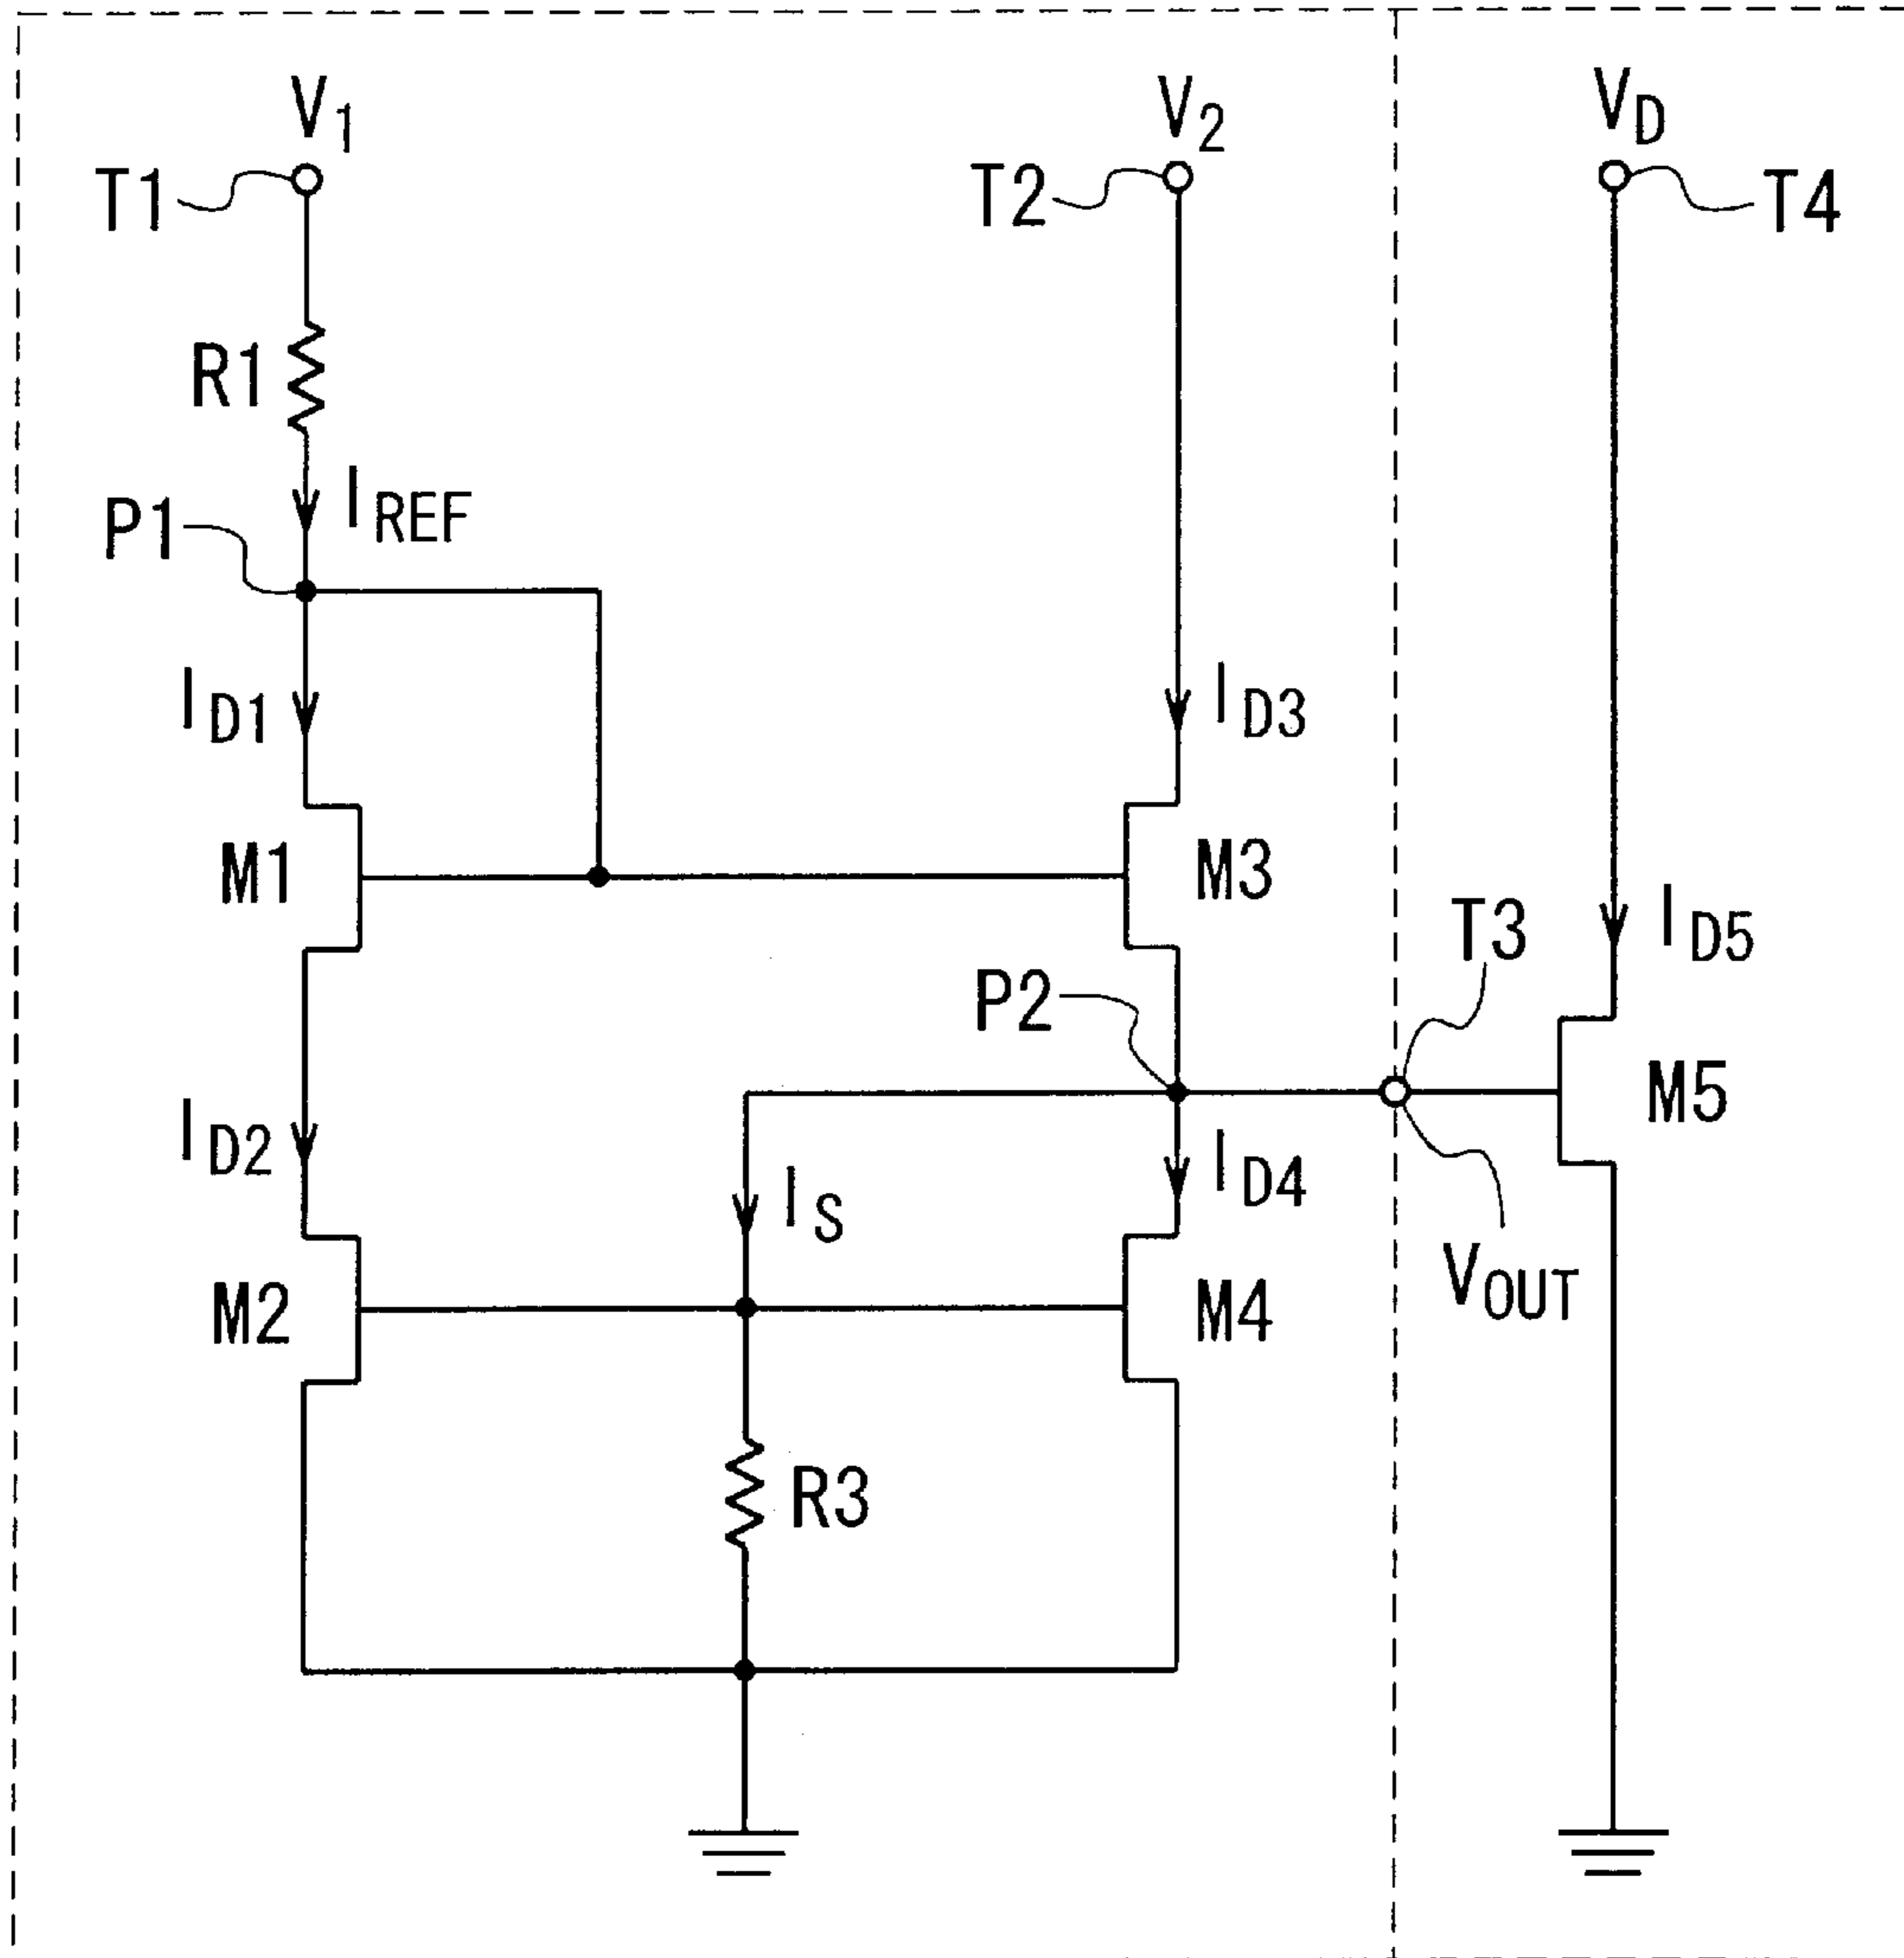 V1
V2
VD
T1
T2
T4
R1
IREF
P1
ID1
ID3
M1
M3
T3
ID5
P2
M5
ID2
IS
ID4
VOUT
M2
M4
R3